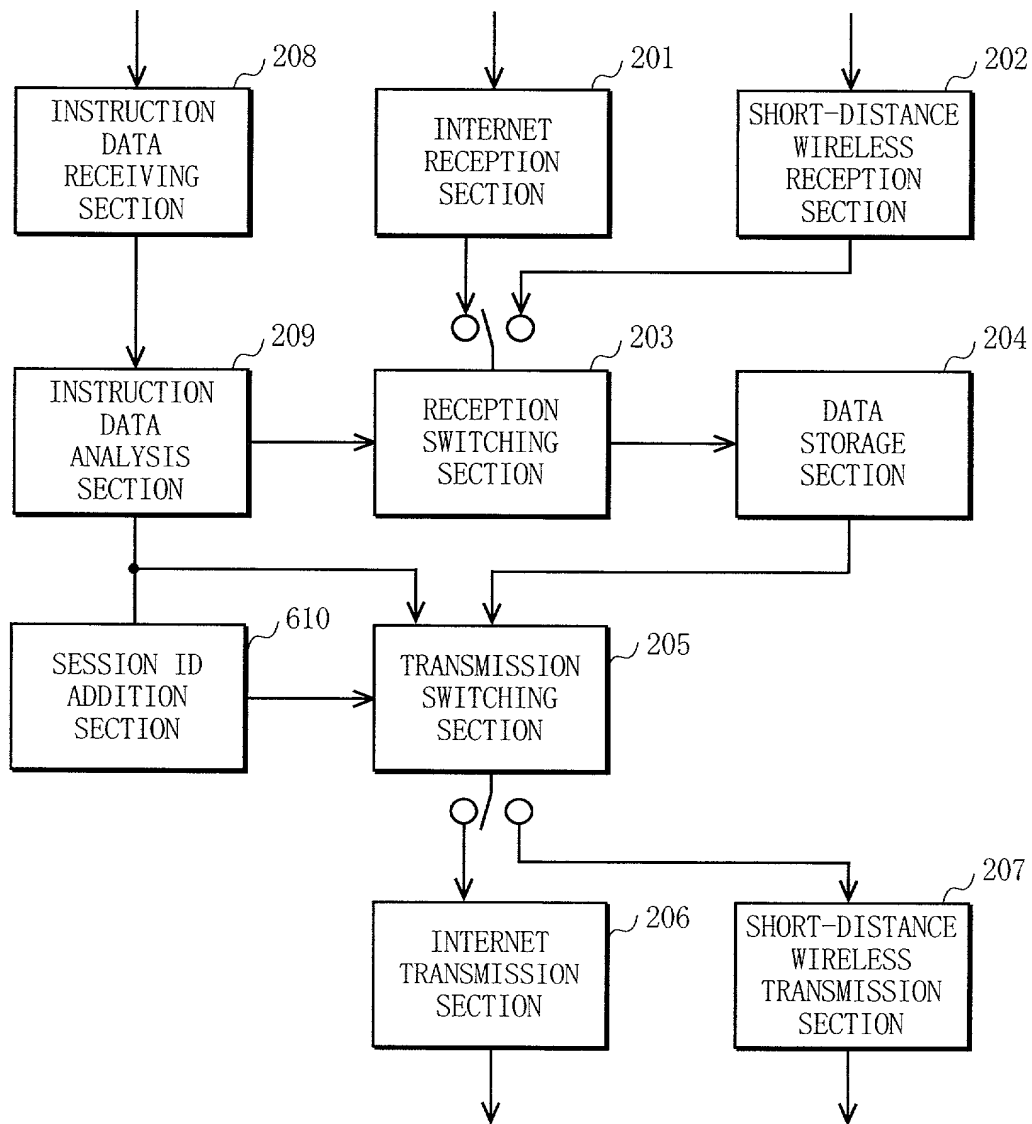 208
INSTRUCTION
DATA
RECEIVING
SECTION
201
INTERNET
RECEPTION
SECTION
202
SHORT-DISTANCE
WIRELESS
RECEPTION
SECTION
209
INSTRUCTION
DATA
ANALYSIS
SECTION
203
RECEPTION
SWITCHING
SECTION
204
DATA
STORAGE
SECTION
610
SESSION ID
ADDITION
SECTION
205
TRANSMISSION
SWITCHING
SECTION
206
INTERNET
TRANSMISSION
SECTION
207
SHORT-DISTANCE
WIRELESS
TRANSMISSION
SECTION